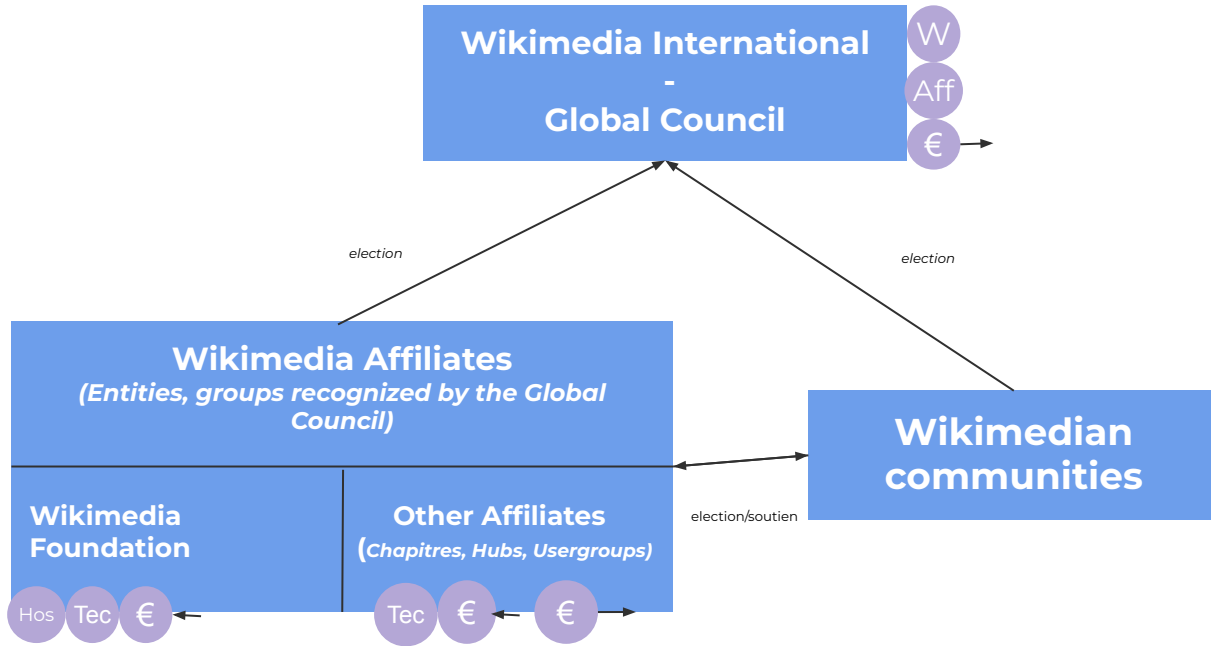 Wikimedia International
-
Global Council
W
Aff
€
election
election
Wikimedia Affiliates
(Entities, groups recognized by the Global
Council)
Wikimedian
communities
Wikimedia
Foundation
Other Affiliates
(Chapitres, Hubs, Usergroups)
election/soutien
Hos
Tec
€
Tec
€
€